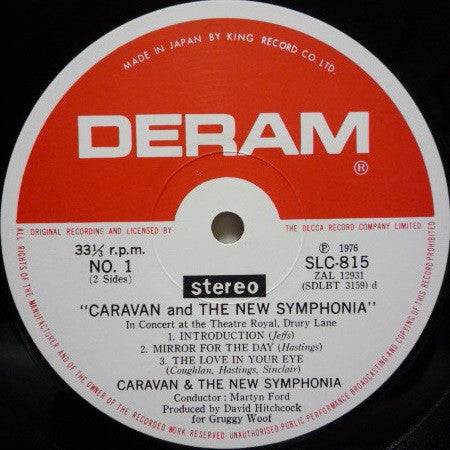 MADE IN JAPAN BY KING RECORD CO. LTD.
DERAM
®
ORIGINAL RECORDING AND LICENSED BY THE DECCA RECORD COMPANY LIMITED
33⅓ r.p.m.
NO. 1
(2 Sides)
stereo
Ⓟ 1976
SLC-815
ZAL 12931
(SDLBT 3159) d
"CARAVAN and THE NEW SYMPHONIA"
In Concert at the Theatre Royal, Drury Lane
1. INTRODUCTION (Jeffs)
2. MIRROR FOR THE DAY (Hastings)
3. THE LOVE IN YOUR EYE
(Coughlan, Hastings, Sinclair)
CARAVAN & THE NEW SYMPHONIA
Conductor: Martyn Ford
Produced by David Hitchcock
for Gruggy Woof
ALL RIGHTS OF THE MANUFACTURER AND OF THE OWNER OF THE RECORDED WORK RESERVED·UNAUTHORISED PUBLIC PERFORMANCE BROADCASTING AND COPYING OF THIS RECORD PROHIBITED